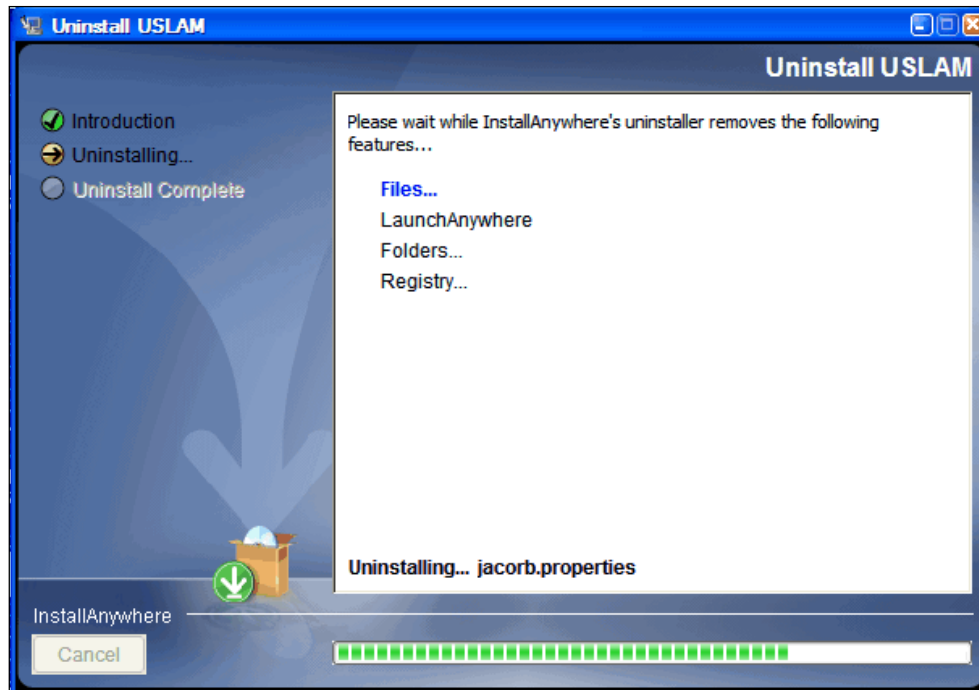 Uninstall USLAM
Uninstall USLAM
Introduction
Uninstalling...
Uninstall Complete
Please wait while InstallAnywhere's uninstaller removes the following
features...
Files...
LaunchAnywhere
Folders...
Registry...
Uninstalling... jacorb.properties
InstallAnywhere
Cancel